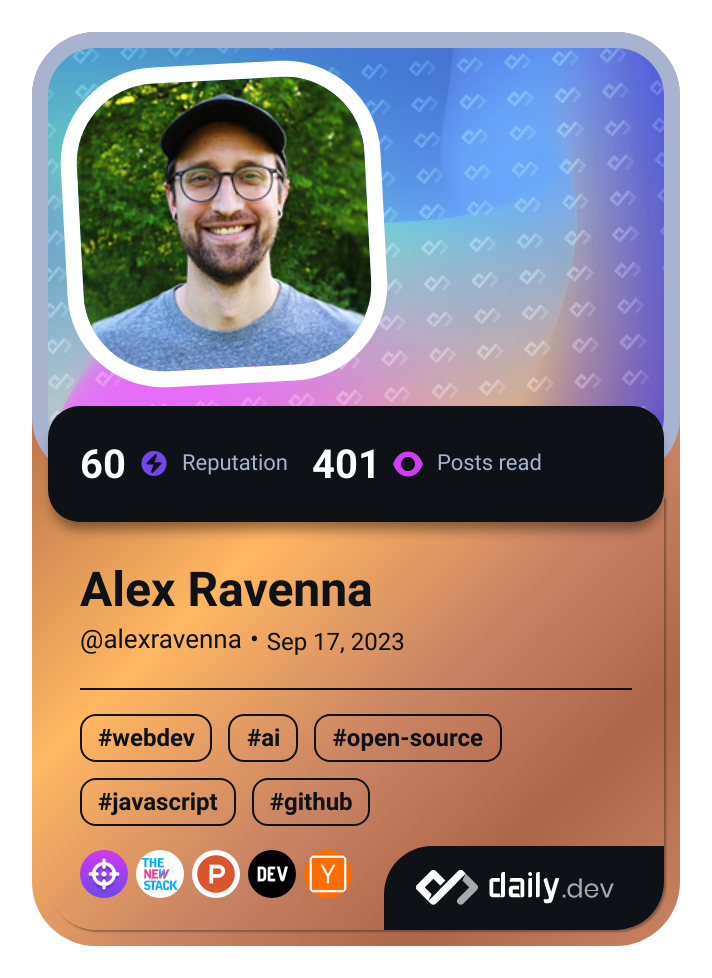 60 Reputation 401 Posts read
Alex Ravenna
@alexravenna • Sep 17, 2023
#webdev #ai #open-source
#javascript #github
THE NEW STACK P DEV Y
daily.dev